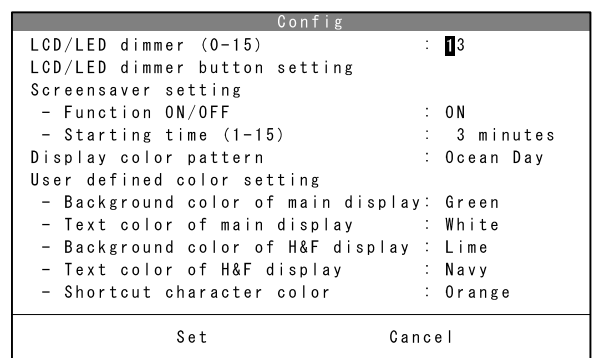 Config
LCD/LED dimmer (0-15) : 13
LCD/LED dimmer button setting
Screensaver setting
- Function ON/OFF : ON
- Starting time (1-15) : 3 minutes
Display color pattern : Ocean Day
User defined color setting
- Background color of main display: Green
- Text color of main display : White
- Background color of H&F display : Lime
- Text color of H&F display : Navy
- Shortcut character color : Orange
Set Cancel